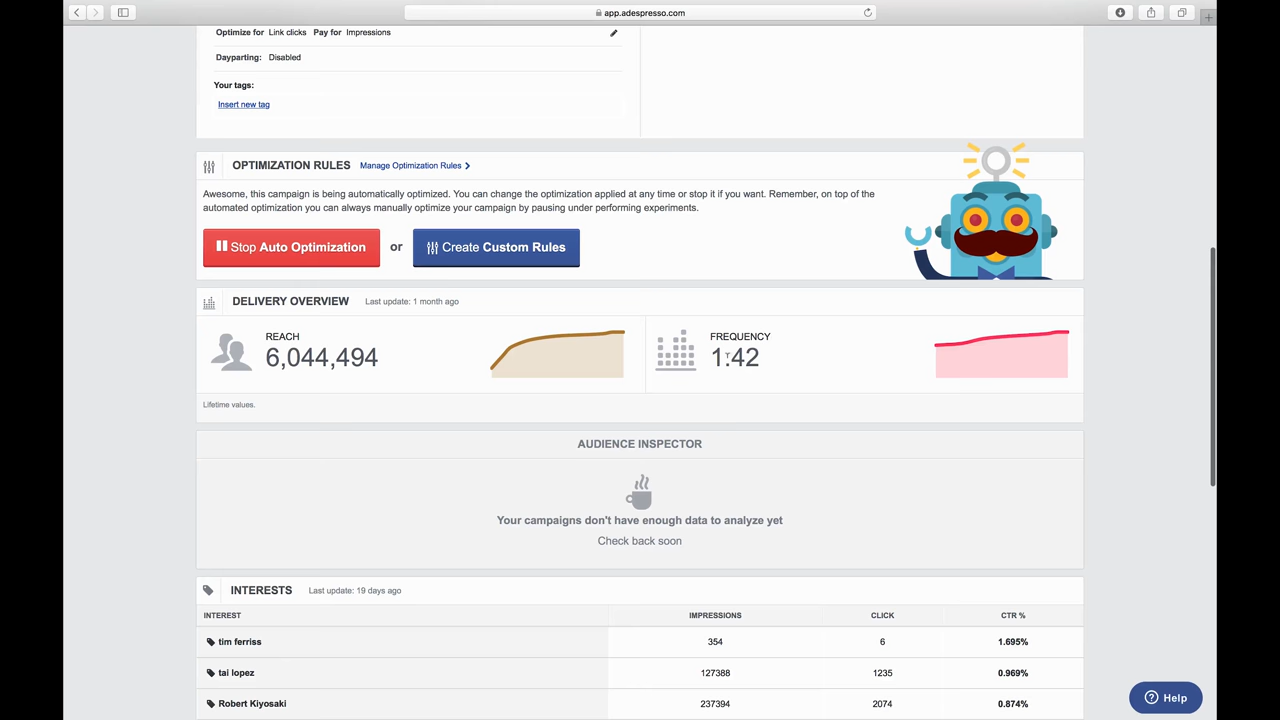 app.adespresso.com
Optimize for Link clicks Pay for Impressions
Dayparting: Disabled
Your tags:
Insert new tag
OPTIMIZATION RULES Manage Optimization Rules
Awesome, this campaign is being automatically optimized. You can change the optimization applied at any time or stop it if you want. Remember, on top of the
automated optimization you can always manually optimize your campaign by pausing under performing experiments.
Stop Auto Optimization or Create Custom Rules
DELIVERY OVERVIEW Last update: 1 month ago
REACH
6,044,494
FREQUENCY
1.42
Lifetime values.
AUDIENCE INSPECTOR
Your campaigns don't have enough data to analyze yet
Check back soon
INTERESTS Last update: 19 days ago
INTEREST IMPRESSIONS CLICK CTR %
tim ferriss 354 6 1.695%
tai lopez 127388 1235 0.969%
Robert Kiyosaki 237394 2074 0.874%
Help